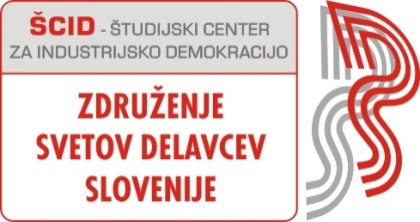 ŠCID - ŠTUDIJSKI CENTER
ZA INDUSTRIJSKO DEMOKRACIJO
ZDRUŽENJE
SVETOV DELAVCEV
SLOVENIJE